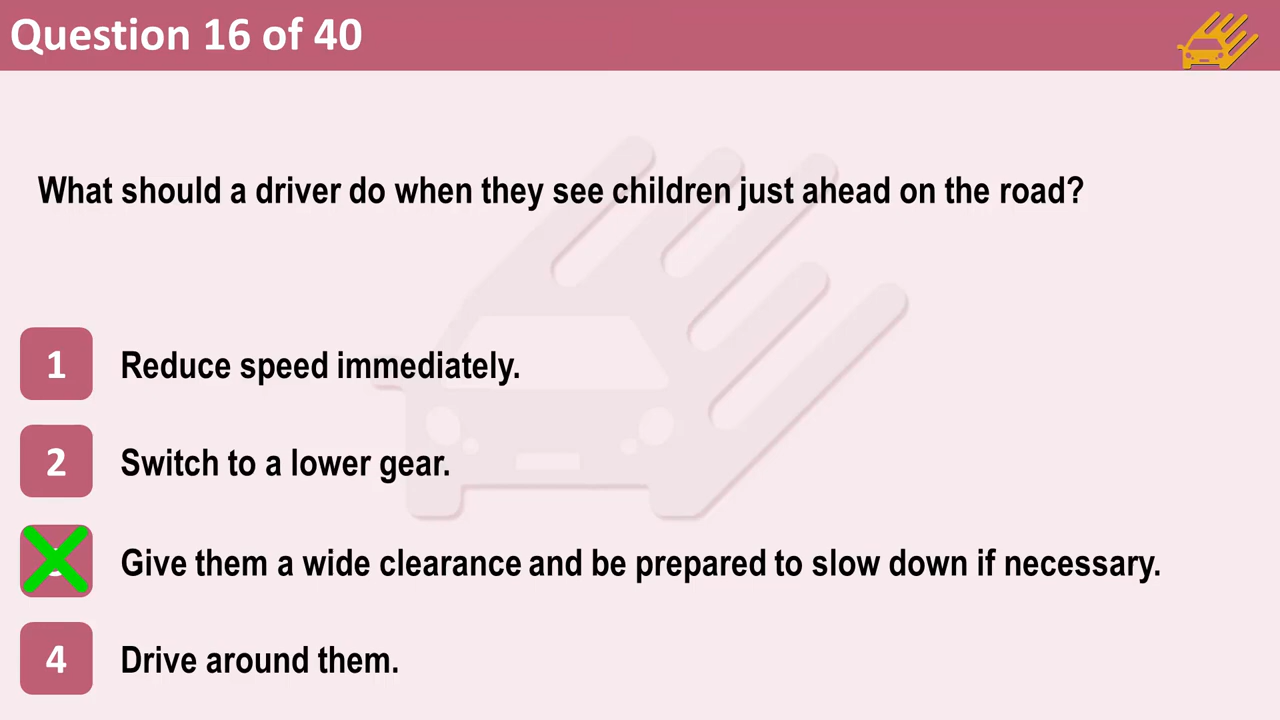 Question 16 of 40
What should a driver do when they see children just ahead on the road?
1 Reduce speed immediately.
2 Switch to a lower gear.
Give them a wide clearance and be prepared to slow down if necessary.
4 Drive around them.